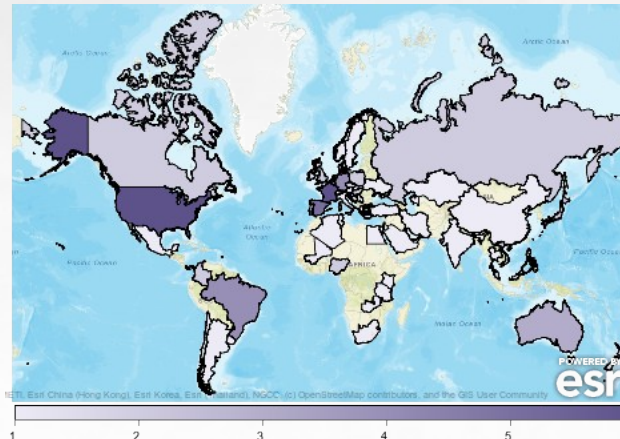 Arctic Ocean
Arctic Ocean
Atlantic
Ocean
Pacific Ocean
Pacific
AFRICA
Indian Ocean
POWERED BY
esri
Esri China (Hong Kong), Esri Korea, Esri (Thailand), NGCC, (c) OpenStreetMap contributors, and the GIS User Community
1 2 3 4 5